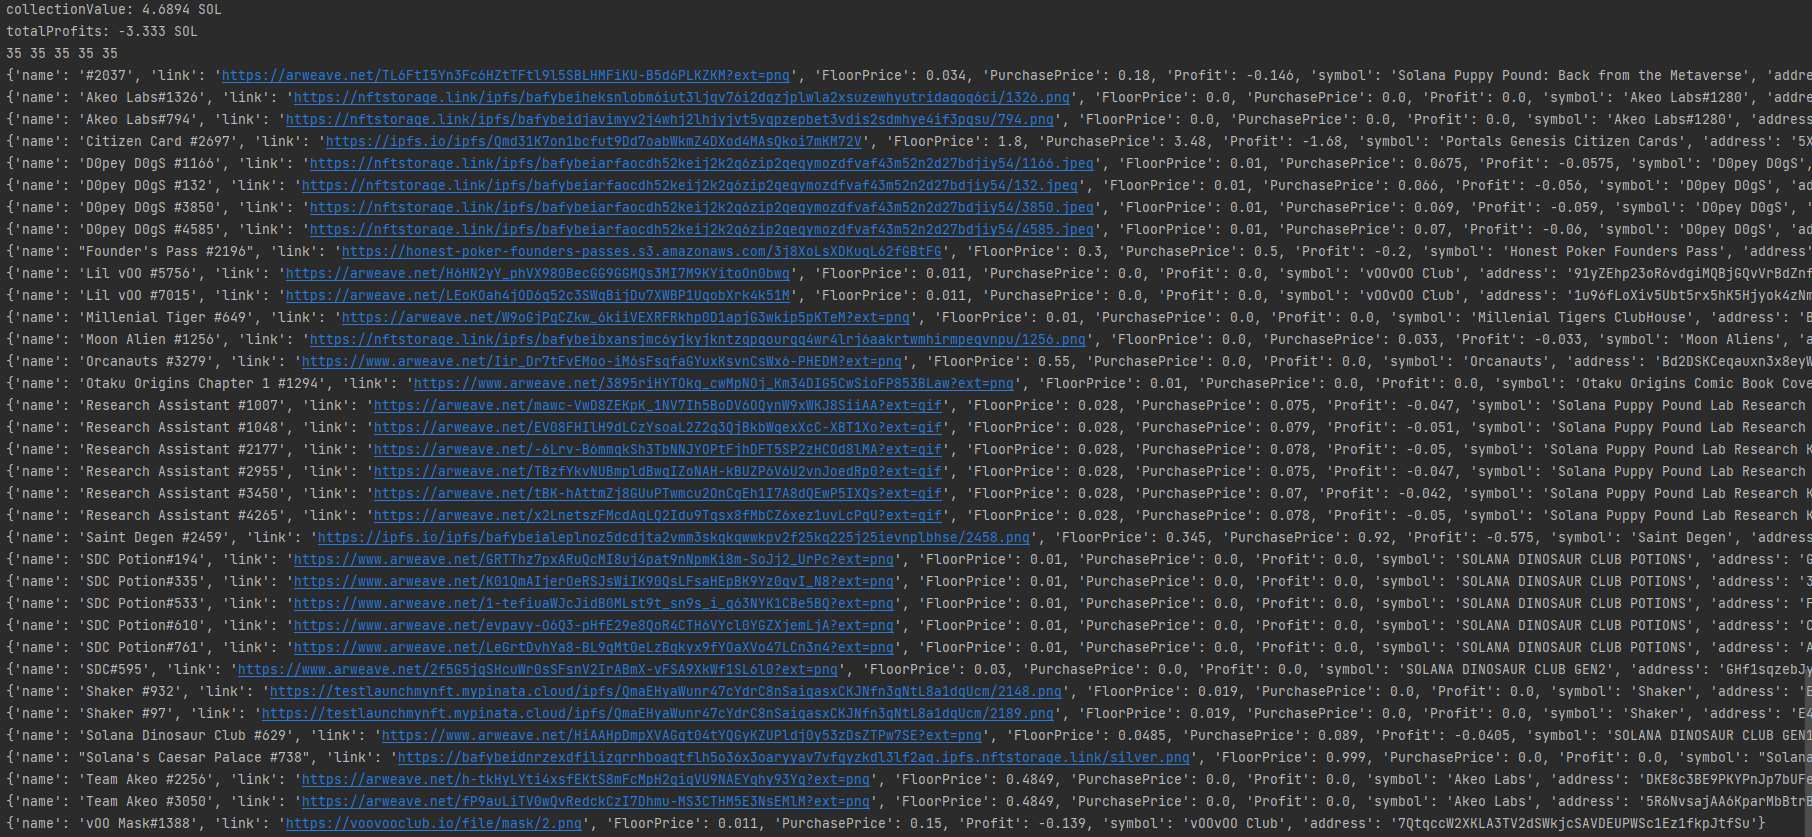 collectionValue: 4.6894 SOL
totalProfits: -3.333 SOL
35 35 35 35 35
{'name': '#2037', 'link': 'https://arweave.net/TL6FtI5Yn3Fc6HZtTFtl9l5SBLHMFiKU-B5d6PLKZKM?ext=png', 'FloorPrice': 0.034, 'PurchasePrice': 0.18, 'Profit': -0.146, 'symbol': 'Solana Puppy Pound: Back from the Metaverse', 'addre
{'name': 'Akeo Labs#1326', 'link': 'https://nftstorage.link/ipfs/bafybeiheksnlobm6iut3ljqv76i2dqzjplwla2xsuzewhyutridagoq6ci/1326.png', 'FloorPrice': 0.0, 'PurchasePrice': 0.0, 'Profit': 0.0, 'symbol': 'Akeo Labs#1280', 'addre
{'name': 'Akeo Labs#794', 'link': 'https://nftstorage.link/ipfs/bafybeidjavimyv2j4whj2lhjyjvt5yqpzepbet3vdis2sdmhye4if3pqsu/794.png', 'FloorPrice': 0.0, 'PurchasePrice': 0.0, 'Profit': 0.0, 'symbol': 'Akeo Labs#1280', 'address
{'name': 'Citizen Card #2697', 'link': 'https://ipfs.io/ipfs/Qmd31K7on1bcfut9Dd7oabWkmZ4DXod4MAsQkoi7mKM72V', 'FloorPrice': 1.8, 'PurchasePrice': 3.48, 'Profit': -1.68, 'symbol': 'Portals Genesis Citizen Cards', 'address': '5X
{'name': 'D0pey D0gS #1166', 'link': 'https://nftstorage.link/ipfs/bafybeiarfaocdh52keij2k2q6zip2qeqymozdfvaf43m52n2d27bdjiy54/1166.jpeg', 'FloorPrice': 0.01, 'PurchasePrice': 0.0675, 'Profit': -0.0575, 'symbol': 'D0pey D0gS',
{'name': 'D0pey D0gS #132', 'link': 'https://nftstorage.link/ipfs/bafybeiarfaocdh52keij2k2q6zip2qeqymozdfvaf43m52n2d27bdjiy54/132.jpeg', 'FloorPrice': 0.01, 'PurchasePrice': 0.066, 'Profit': -0.056, 'symbol': 'D0pey D0gS', 'ad
{'name': 'D0pey D0gS #3850', 'link': 'https://nftstorage.link/ipfs/bafybeiarfaocdh52keij2k2q6zip2qeqymozdfvaf43m52n2d27bdjiy54/3850.jpeg', 'FloorPrice': 0.01, 'PurchasePrice': 0.069, 'Profit': -0.059, 'symbol': 'D0pey D0gS', '
{'name': 'D0pey D0gS #4585', 'link': 'https://nftstorage.link/ipfs/bafybeiarfaocdh52keij2k2q6zip2qeqymozdfvaf43m52n2d27bdjiy54/4585.jpeg', 'FloorPrice': 0.01, 'PurchasePrice': 0.07, 'Profit': -0.06, 'symbol': 'D0pey D0gS', 'ad
{'name': "Founder's Pass #2196", 'link': 'https://honest-poker-founders-passes.s3.amazonaws.com/3j8XoLsXDKuqL62fGBtFG', 'FloorPrice': 0.3, 'PurchasePrice': 0.5, 'Profit': -0.2, 'symbol': 'Honest Poker Founders Pass', 'address'
{'name': 'Lil vOO #5756', 'link': 'https://arweave.net/H6HN2yY_phVX980BecGG9GGMQs3MI7M9KYitoOn0bwg', 'FloorPrice': 0.011, 'PurchasePrice': 0.0, 'Profit': 0.0, 'symbol': 'vOOvOO Club', 'address': '91yZEhp23oR6vdgiMQBjGQvVrBdZnf
{'name': 'Lil vOO #7015', 'link': 'https://arweave.net/LEoKOah4jOD6g52c3SWqBijDu7XWBP1UqobXrk4k51M', 'FloorPrice': 0.011, 'PurchasePrice': 0.0, 'Profit': 0.0, 'symbol': 'vOOvOO Club', 'address': '1u96fLoXiv5Ubt5rx5hK5Hjyok4zNm
{'name': 'Millenial Tiger #649', 'link': 'https://arweave.net/W9oGjPqCZkw_6kiiVEXRFRkhp0D1apjG3wkip5pKTeM?ext=png', 'FloorPrice': 0.01, 'PurchasePrice': 0.0, 'Profit': 0.0, 'symbol': 'Millenial Tigers ClubHouse', 'address': 'B
{'name': 'Moon Alien #1256', 'link': 'https://nftstorage.link/ipfs/bafybeibxansjmc6yjkyjkntzqpqourqq4wr4lrj6aakrtwmhirmpeqvnpu/1256.png', 'FloorPrice': 0.0, 'PurchasePrice': 0.033, 'Profit': -0.033, 'symbol': 'Moon Aliens', 'a
{'name': 'Orcanauts #3279', 'link': 'https://www.arweave.net/Iir_Dr7tFvEMoo-iM6sFsqfaGYuxKsvnCsWx6-PHEDM?ext=png', 'FloorPrice': 0.55, 'PurchasePrice': 0.0, 'Profit': 0.0, 'symbol': 'Orcanauts', 'address': 'Bd2DSKCeqauxn3x8eyW
{'name': 'Otaku Origins Chapter 1 #1294', 'link': 'https://www.arweave.net/3895riHYTOkq_cwMpNOj_Km34DIG5CwSioFP853BLaw?ext=png', 'FloorPrice': 0.01, 'PurchasePrice': 0.0, 'Profit': 0.0, 'symbol': 'Otaku Origins Comic Book Cove
{'name': 'Research Assistant #1007', 'link': 'https://arweave.net/mawc-VwD8ZEKpK_1NV7Ih5BoDV6OQynW9xWKJ8SiiAA?ext=gif', 'FloorPrice': 0.028, 'PurchasePrice': 0.075, 'Profit': -0.047, 'symbol': 'Solana Puppy Pound Lab Research
{'name': 'Research Assistant #1048', 'link': 'https://arweave.net/EV08FHIlH9dLCzYsoaL2Z2q3QjBkbWqexXcC-XBT1Xo?ext=gif', 'FloorPrice': 0.028, 'PurchasePrice': 0.079, 'Profit': -0.051, 'symbol': 'Solana Puppy Pound Lab Research
{'name': 'Research Assistant #2177', 'link': 'https://arweave.net/-6Lrv-B6mmqkSh3TbNNJYOPtFjhDFT5SP2zHCOd8lMA?ext=gif', 'FloorPrice': 0.028, 'PurchasePrice': 0.078, 'Profit': -0.05, 'symbol': 'Solana Puppy Pound Lab Research K
{'name': 'Research Assistant #2955', 'link': 'https://arweave.net/TBzfYkvNUBmpldBwqIZoNAH-kBUZP6V6U2vnJoedRp0?ext=gif', 'FloorPrice': 0.028, 'PurchasePrice': 0.075, 'Profit': -0.047, 'symbol': 'Solana Puppy Pound Lab Research
{'name': 'Research Assistant #3450', 'link': 'https://arweave.net/tBK-hAttmZj8GUuPTwmcu2OnCqEh1I7A8dQEwP5IXQs?ext=gif', 'FloorPrice': 0.028, 'PurchasePrice': 0.07, 'Profit': -0.042, 'symbol': 'Solana Puppy Pound Lab Research K
{'name': 'Research Assistant #4265', 'link': 'https://arweave.net/x2LnetszFMcdAqLQ2Idu9Tqsx8fMbCZ6xez1uvLcPqU?ext=gif', 'FloorPrice': 0.028, 'PurchasePrice': 0.078, 'Profit': -0.05, 'symbol': 'Solana Puppy Pound Lab Research K
{'name': 'Saint Degen #2459', 'link': 'https://ipfs.io/ipfs/bafybeialeplnoz5dcdjta2vmm3skqkqwwkpv2f25kq225j25ievnplbhse/2458.png', 'FloorPrice': 0.345, 'PurchasePrice': 0.92, 'Profit': -0.575, 'symbol': 'Saint Degen', 'address
{'name': 'SDC Potion#194', 'link': 'https://www.arweave.net/GRTThz7pxARuQcMI8uj4pat9nNpmKi8m-SoJj2_UrPc?ext=png', 'FloorPrice': 0.01, 'PurchasePrice': 0.0, 'Profit': 0.0, 'symbol': 'SOLANA DINOSAUR CLUB POTIONS', 'address': 'G
{'name': 'SDC Potion#335', 'link': 'https://www.arweave.net/K01QmAIjerOeRSJsWiIK90QsLFsaHEpBK9Yz0qvI_N8?ext=png', 'FloorPrice': 0.01, 'PurchasePrice': 0.0, 'Profit': 0.0, 'symbol': 'SOLANA DINOSAUR CLUB POTIONS', 'address': '3
{'name': 'SDC Potion#533', 'link': 'https://www.arweave.net/1-tefiuaWJcJidB0MLst9t_sn9s_i_q63NYK1CBe5BQ?ext=png', 'FloorPrice': 0.01, 'PurchasePrice': 0.0, 'Profit': 0.0, 'symbol': 'SOLANA DINOSAUR CLUB POTIONS', 'address': 'F
{'name': 'SDC Potion#610', 'link': 'https://www.arweave.net/evpavy-O6Q3-pHfE29e8QoR4CTH6VYcl0YGZXjemLjA?ext=png', 'FloorPrice': 0.01, 'PurchasePrice': 0.0, 'Profit': 0.0, 'symbol': 'SOLANA DINOSAUR CLUB POTIONS', 'address': 'C
{'name': 'SDC Potion#761', 'link': 'https://www.arweave.net/LeGrtDvhYa8-BL9qMt0eLzBqkyx9fYOaXVo47LCn3n4?ext=png', 'FloorPrice': 0.01, 'PurchasePrice': 0.0, 'Profit': 0.0, 'symbol': 'SOLANA DINOSAUR CLUB POTIONS', 'address': 'A
{'name': 'SDC#595', 'link': 'https://www.arweave.net/2f5G5jqSHcuWr0sSFsnV2IrABmX-vFSA9XkWf1SL6l0?ext=png', 'FloorPrice': 0.03, 'PurchasePrice': 0.0, 'Profit': 0.0, 'symbol': 'SOLANA DINOSAUR CLUB GEN2', 'address': 'GHf1sqzebJy
{'name': 'Shaker #932', 'link': 'https://testlaunchmynft.mypinata.cloud/ipfs/QmaEHyaWunr47cYdrC8nSaiqasxCKJNfn3qNtL8a1dqUcm/2148.png', 'FloorPrice': 0.019, 'PurchasePrice': 0.0, 'Profit': 0.0, 'symbol': 'Shaker', 'address': 'E
{'name': 'Shaker #97', 'link': 'https://testlaunchmynft.mypinata.cloud/ipfs/QmaEHyaWunr47cYdrC8nSaiqasxCKJNfn3qNtL8a1dqUcm/2189.png', 'FloorPrice': 0.019, 'PurchasePrice': 0.0, 'Profit': 0.0, 'symbol': 'Shaker', 'address': 'E4
{'name': 'Solana Dinosaur Club #629', 'link': 'https://www.arweave.net/HiAAHpDmpXVAGqt04tYQGyKZUPldj0y53zDsZTPw7SE?ext=png', 'FloorPrice': 0.0485, 'PurchasePrice': 0.089, 'Profit': -0.0405, 'symbol': 'SOLANA DINOSAUR CLUB GEN1
{'name': "Solana's Caesar Palace #738", 'link': 'https://bafybeidnrzexdfilizqrrhboaqtflh5o36x3oaryyav7vfqyzkdl3lf2aq.ipfs.nftstorage.link/silver.png', 'FloorPrice': 0.999, 'PurchasePrice': 0.0, 'Profit': 0.0, 'symbol': "Solana
{'name': 'Team Akeo #2256', 'link': 'https://arweave.net/h-tkHyLYti4xsfEKtS8mFcMpH2qiqVU9NAEYqhy93Yq?ext=png', 'FloorPrice': 0.4849, 'PurchasePrice': 0.0, 'Profit': 0.0, 'symbol': 'Akeo Labs', 'address': 'DKE8c3BE9PKYPnJp7bUFe
{'name': 'Team Akeo #3050', 'link': 'https://arweave.net/fP9auLiTV0wQvRedckCzI7Dhmu-MS3CTHM5E3NsEMlM?ext=png', 'FloorPrice': 0.4849, 'PurchasePrice': 0.0, 'Profit': 0.0, 'symbol': 'Akeo Labs', 'address': '5R6NvsajAA6KparMbBtrB
{'name': 'vOO Mask#1388', 'link': 'https://voovooclub.io/file/mask/2.png', 'FloorPrice': 0.011, 'PurchasePrice': 0.15, 'Profit': -0.139, 'symbol': 'vOOvOO Club', 'address': '7QtqccW2XKLA3TV2dSWkjcSAVDEUPWSc1Ez1fkpJtfSu'}